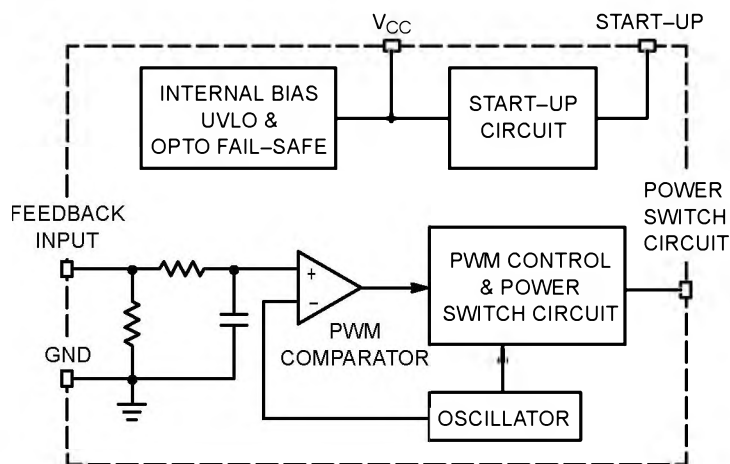 VCC
START–UP
INTERNAL BIAS
UVLO &
OPTO FAIL–SAFE
START–UP
CIRCUIT
POWER
SWITCH
CIRCUIT
FEEDBACK
INPUT
+
–
PWM CONTROL
& POWER
SWITCH CIRCUIT
PWM
COMPARATOR
GND
OSCILLATOR